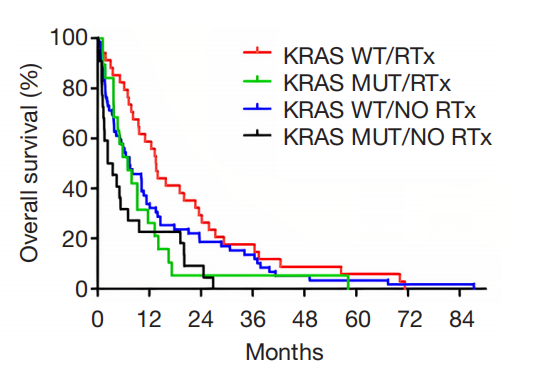 Overall survival (%)
100
80
60
40
20
0
KRAS WT/RTx
KRAS MUT/RTx
KRAS WT/NO RTx
KRAS MUT/NO RTx
0 12 24 36 48 60 72 84
Months